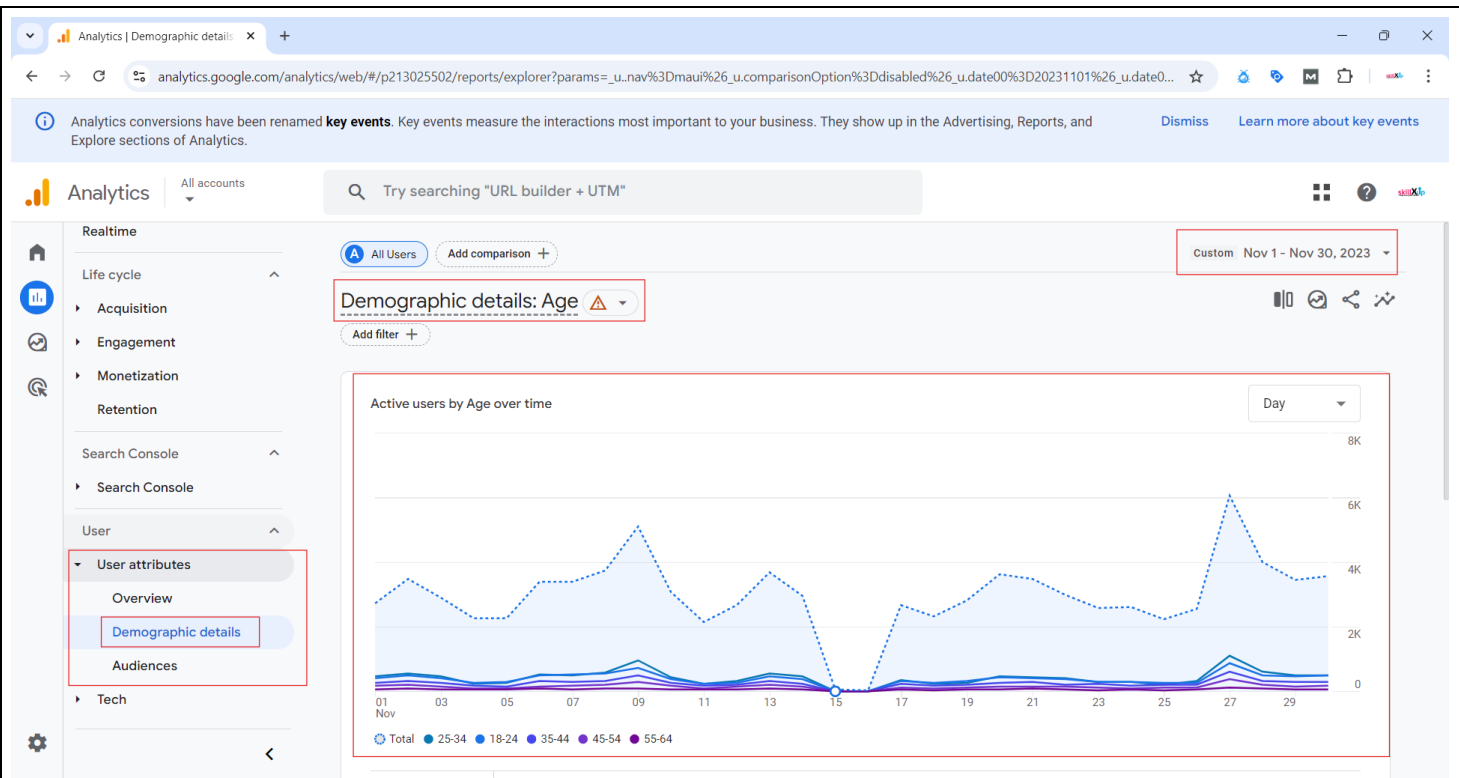 Analytics | Demographic details
analytics.google.com/analytics/web/#/p213025502/reports/explorer?params=_u..nav%3Dmaui%26_u.comparisonOption%3Ddisabled%26_u.date00%3D20231101%26_u.date0...
Analytics conversions have been renamed key events. Key events measure the interactions most important to your business. They show up in the Advertising, Reports, and
Explore sections of Analytics.
Dismiss
Learn more about key events
Analytics
All accounts
Try searching "URL builder + UTM"
skillXUp
Realtime
Life cycle
Acquisition
Engagement
Monetization
Retention
Search Console
Search Console
User
User attributes
Overview
Demographic details
Audiences
Tech
A All Users
Add comparison +
Custom Nov 1 - Nov 30, 2023
Demographic details: Age
Add filter +
Active users by Age over time
Day
8K
6K
4K
2K
0
01 03 05 07 09 11 13 15 17 19 21 23 25 27 29
Nov
Total 25-34 18-24 35-44 45-54 55-64